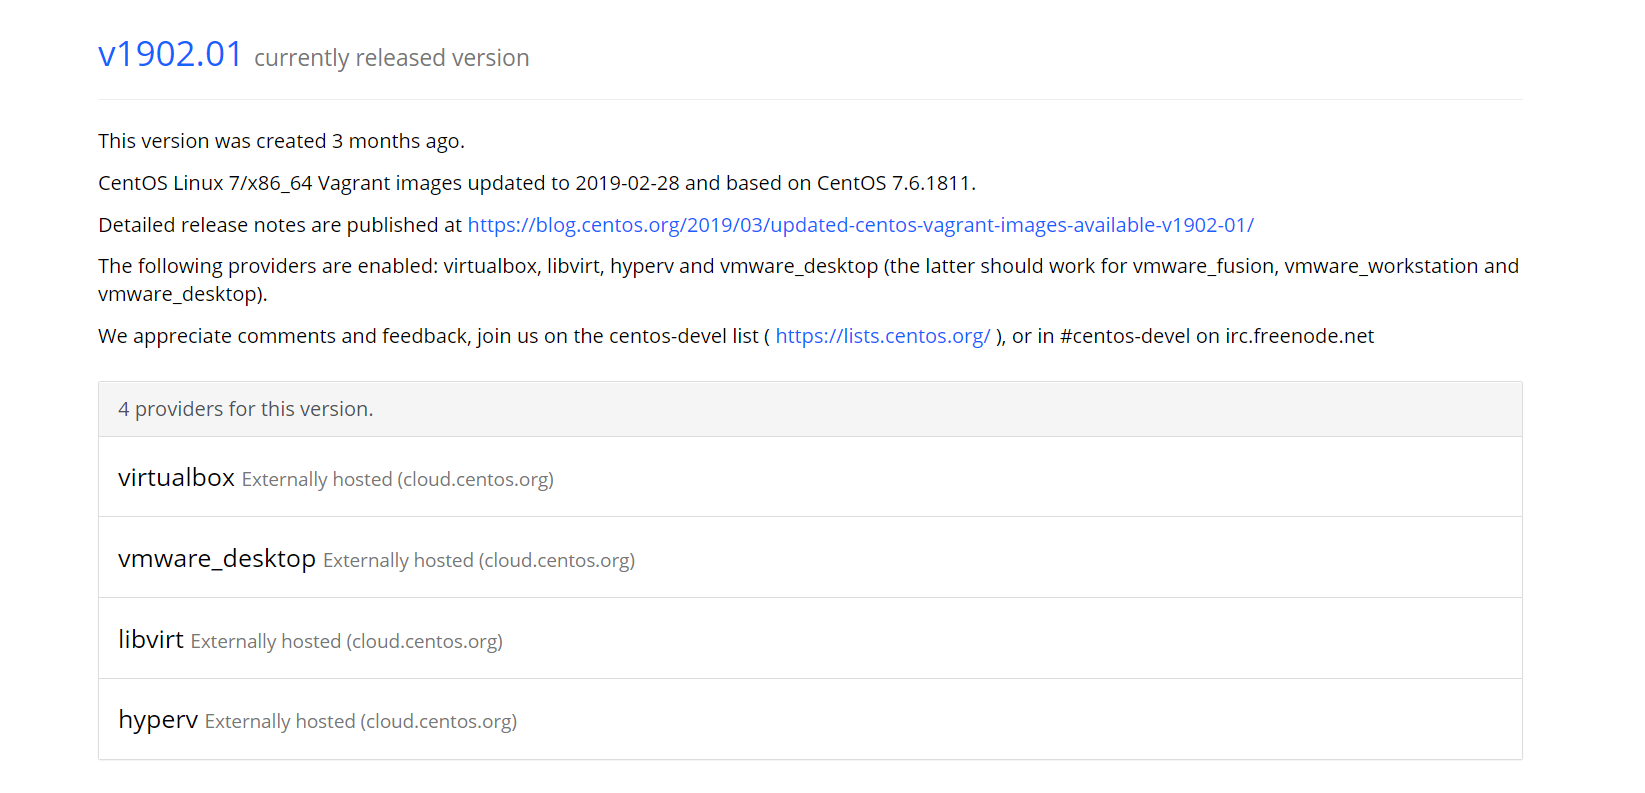 v1902.01 currently released version
This version was created 3 months ago.
CentOS Linux 7/x86_64 Vagrant images updated to 2019-02-28 and based on CentOS 7.6.1811.
Detailed release notes are published at https://blog.centos.org/2019/03/updated-centos-vagrant-images-available-v1902-01/
The following providers are enabled: virtualbox, libvirt, hyperv and vmware_desktop (the latter should work for vmware_fusion, vmware_workstation and
vmware_desktop).
We appreciate comments and feedback, join us on the centos-devel list ( https://lists.centos.org/ ), or in #centos-devel on irc.freenode.net
4 providers for this version.
virtualbox Externally hosted (cloud.centos.org)
vmware_desktop Externally hosted (cloud.centos.org)
libvirt Externally hosted (cloud.centos.org)
hyperv Externally hosted (cloud.centos.org)